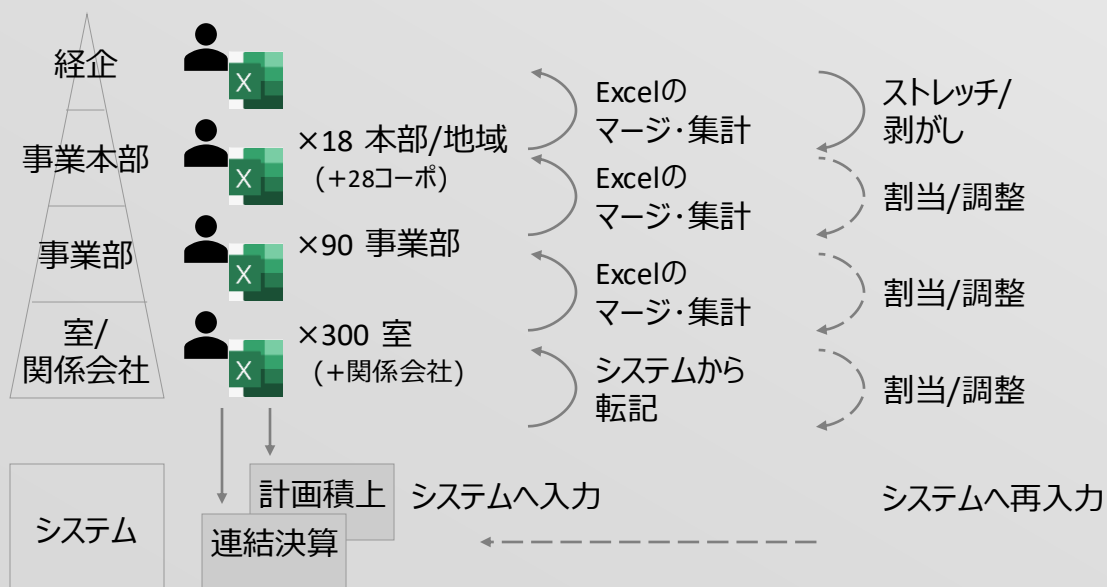 経企
X
Excelの
マージ・集計
ストレッチ/
剥がし
事業本部
X
×18 本部/地域
(+28コーポ)
Excelの
マージ・集計
割当/調整
事業部
X
×90 事業部
Excelの
マージ・集計
割当/調整
室/
関係会社
X
×300 室
(+関係会社)
システムから
転記
割当/調整
システム
計画積上
連結決算
システムへ入力
システムへ再入力